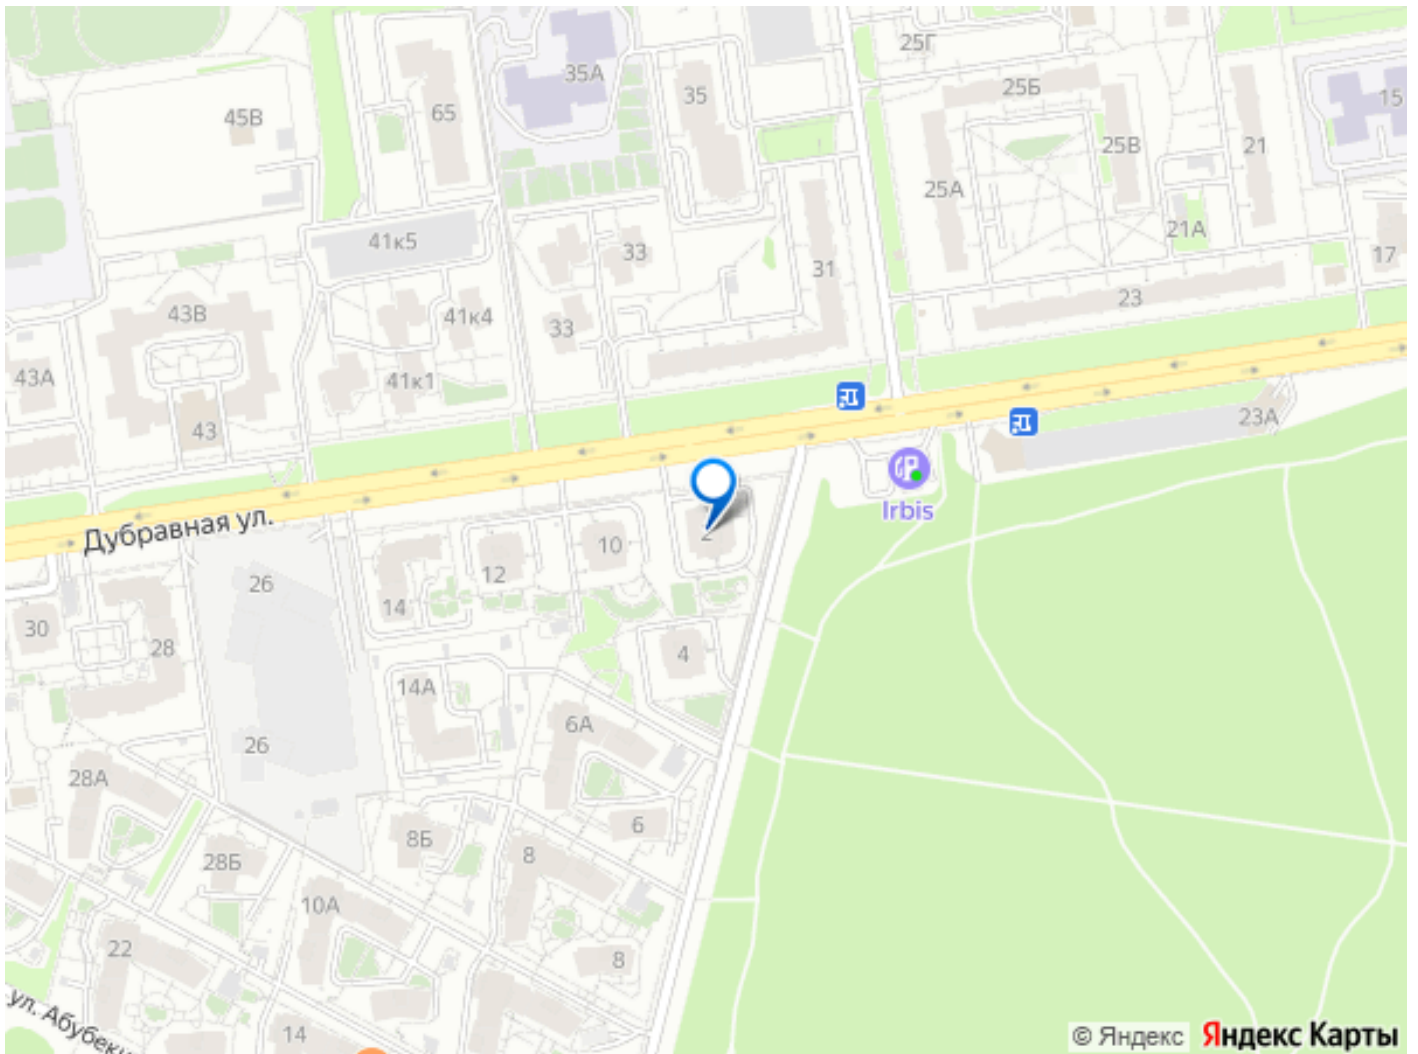 25Г
35А
35
25Б
15
65
45В
25В
21
25А
21А
41к5
33
31
17
43В
41к4
33
23
43А
41к1
43
23А
Дубравная ул.
Irbis
2
10
12
26
14
30
28
4
14А
6А
26
28А
6
8Б
8
28Б
10А
22
8
14
ул. Абубеки
© Яндекс
Яндекс Карты